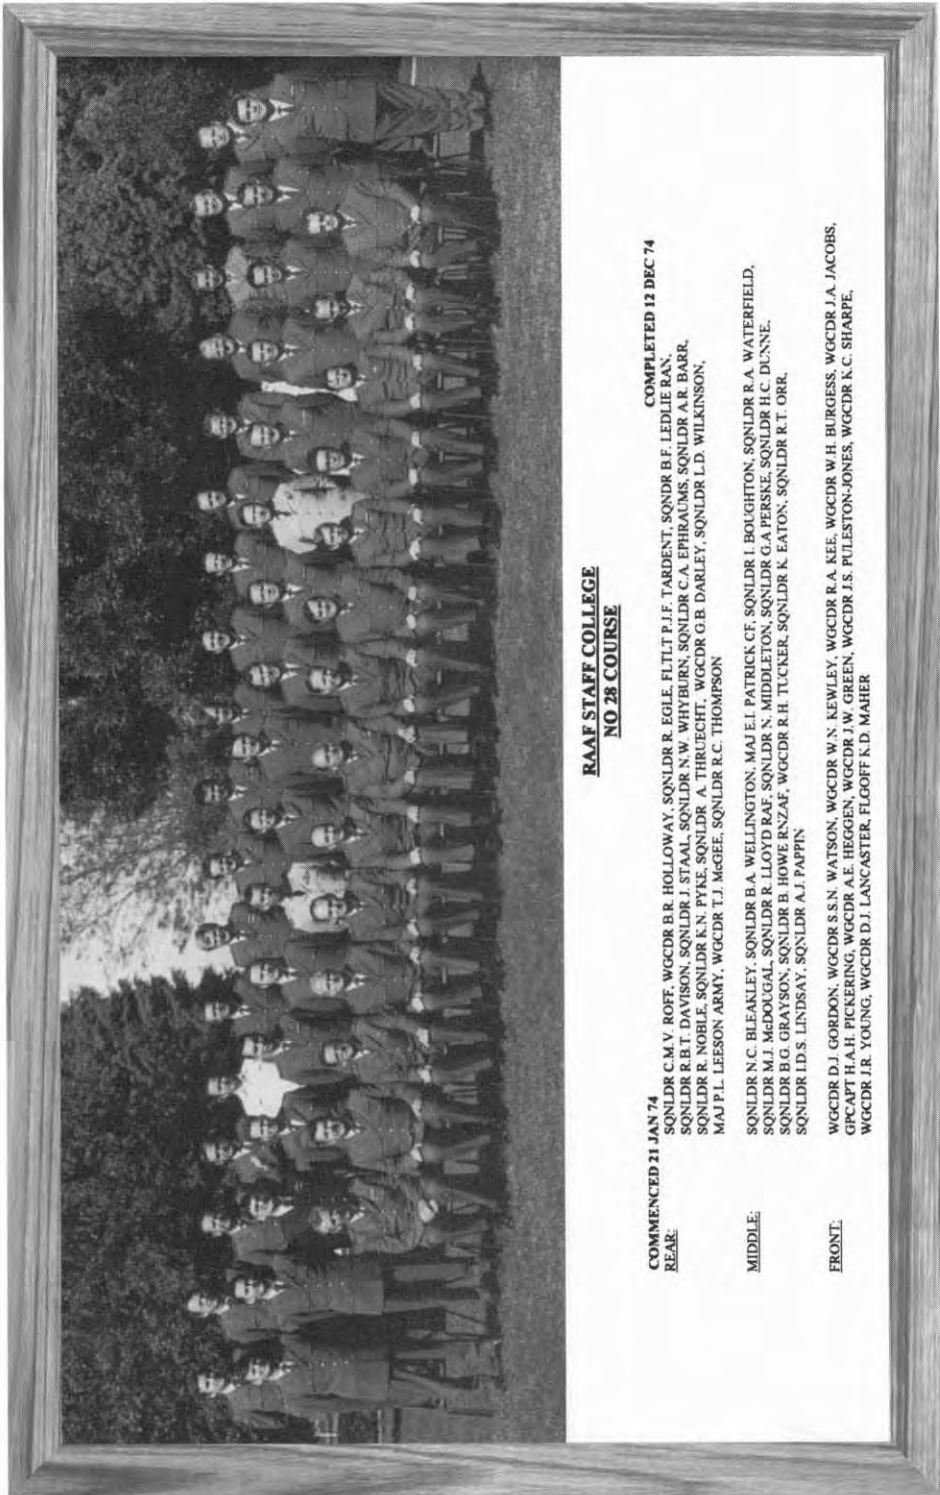 RAAF STAFF COLLEGE
NO 28 COURSE
COMMENCED 21 JAN 74 COMPLETED 12 DEC 74
REAR: SQNLDR C.M.V. ROFF, WGCDR B.R. HOLLOWAY, SQNLDR R. EGLE, FLTLT P.J.F. TARDENT, SQNDR B.F. LEDLIE RAN,
SQNLDR R.B.T. DAVISON, SQNLDR J. STAAL, SQNLDR N.W. WHYBURN, SQNLDR C.A. EPHRAUMS, SQNLDR A.R. BARR,
SQNLDR R. NOBLE, SQNLDR K.N. PYKE, SQNLDR A. THRUECHT, WGCDR G.B. DARLEY, SQNLDR L.D. WILKINSON,
MAJ P.L. LEESON ARMY, WGCDR T.J. McGEE, SQNLDR R.C. THOMPSON
MIDDLE: SQNLDR N.C. BLEAKLEY, SQNLDR B.A. WELLINGTON, MAJ E.I. PATRICK CF, SQNLDR I. BOUGHTON, SQNLDR R.A. WATERFIELD,
SQNLDR M.J. McDOUGAL, SQNLDR R. LLOYD RAF, SQNLDR N. MIDDLETON, SQNLDR G.A PERSKE, SQNLDR H.C. DUNNE,
SQNLDR B.G. GRAYSON, SQNLDR B. HOWE RNZAF, WGCDR R.H. TUCKER, SQNLDR K. EATON, SQNLDR R.T. ORR,
SQNLDR I.D.S. LINDSAY, SQNLDR A.J. PAPPIN
FRONT: WGCDR D.J. GORDON, WGCDR S.S.N. WATSON, WGCDR W.N. KEWLEY, WGCDR R.A. KEE, WGCDR W.H. BURGESS, WGCDR J.A. JACOBS,
GPCAPT H.A.H. PICKERING, WGCDR A.E. HEGGEN, WGCDR J.W. GREEN, WGCDR J.S. PULESTON-JONES, WGCDR K.C. SHARPE,
WGCDR J.R. YOUNG, WGCDR D.J. LANCASTER, FLGOFF K.D. MAHER